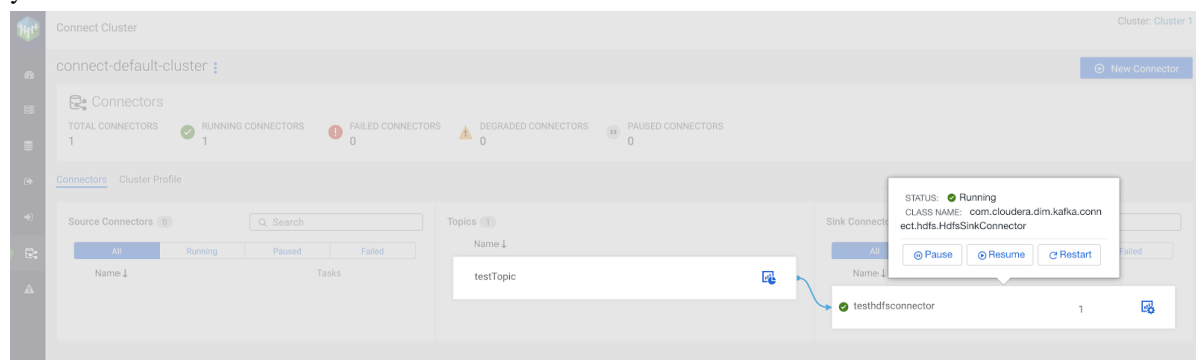 Connect Cluster
Cluster: Cluster 1
connect-default-cluster
New Connector
Connectors
TOTAL CONNECTORS
1
RUNNING CONNECTORS
1
FAILED CONNECTORS
0
DEGRADED CONNECTORS
0
PAUSED CONNECTORS
0
Connectors Cluster Profile
Source Connectors 0
Search
All Running Paused Failed
Name Tasks
Topics 1
Name
testTopic
Sink Connecto
All
Failed
Name
STATUS: Running
CLASS NAME: com.cloudera.dim.kafka.conn
ect.hdfs.HdfsSinkConnector
Pause Resume Restart
testhdfsconnector 1